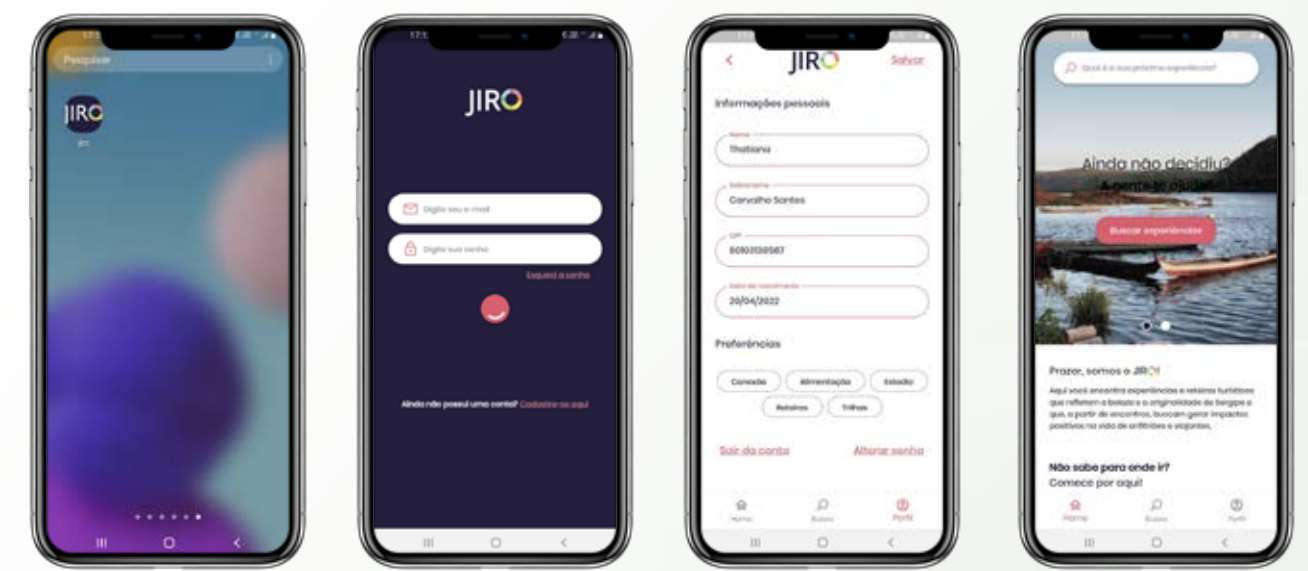 Pesquisar
JIRO
JIRO
Digite seu e-mail
Digite sua senha
Esqueci a senha
Ainda não possui uma conta? Cadastre-se aqui
JIRO
Salvar
Informações pessoais
Nome
Thatiana
Sobrenome
Carvalho Santos
CPF
Data de nascimento
20/04/2022
Preferências
Conexão
Alimentação
Estadia
Roteiros
Trilhas
Sair da conta
Alterar senha
Home
Busca
Perfil
Qual é a sua próxima experiência?
Ainda não decidiu?
A gente te ajuda!
Buscar experiências
Prazer, somos o JIRO!
Aqui você encontra experiências e roteiros turísticos
que refletem a beleza e a originalidade de Sergipe e
que, a partir de encontros, buscam gerar impactos
positivos na vida de anfitriões e viajantes.
Não sabe para onde ir?
Comece por aqui!
Home
Busca
Perfil